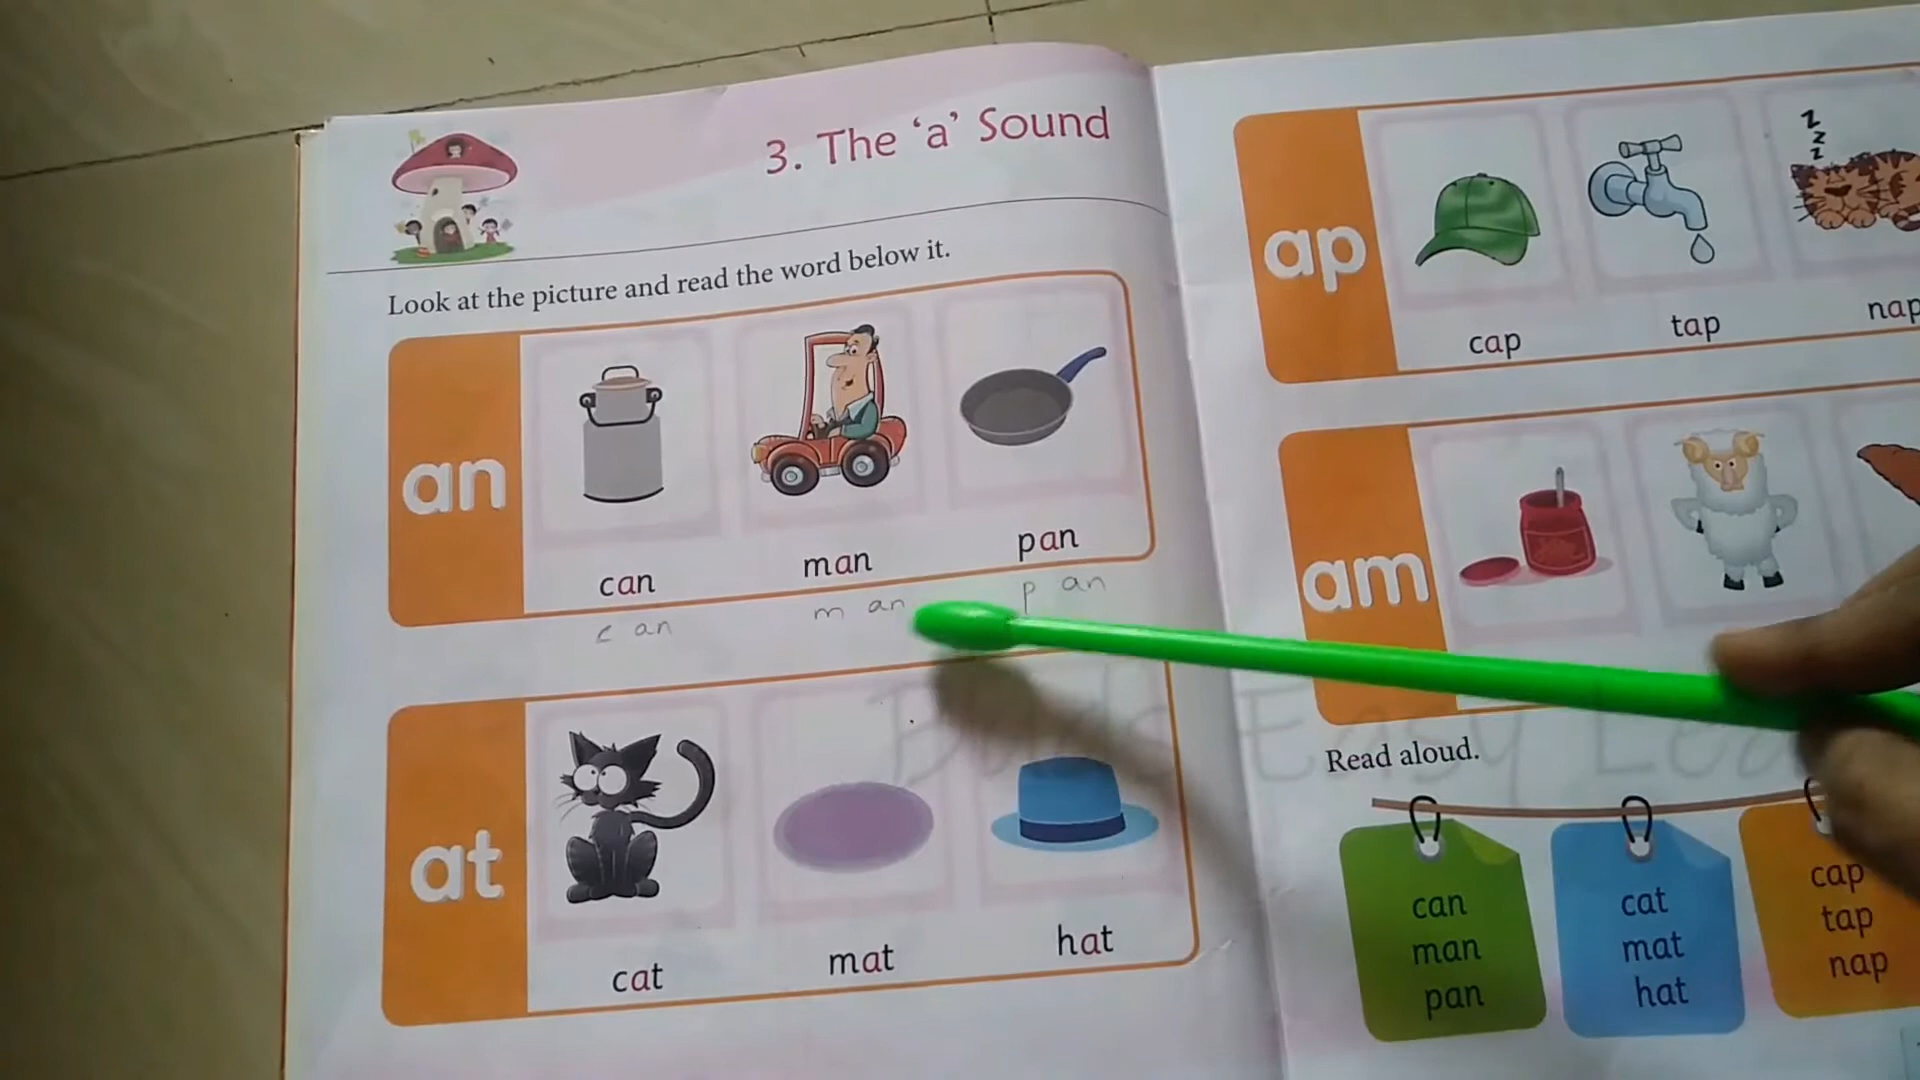 3. The 'a' Sound
Look at the picture and read the word below it.
an
can man pan
c an m an p an
at
cat mat hat
ap
cap tap nap
z
z
z
am
Read aloud.
can
man
pan
cat
mat
hat
cap
tap
nap